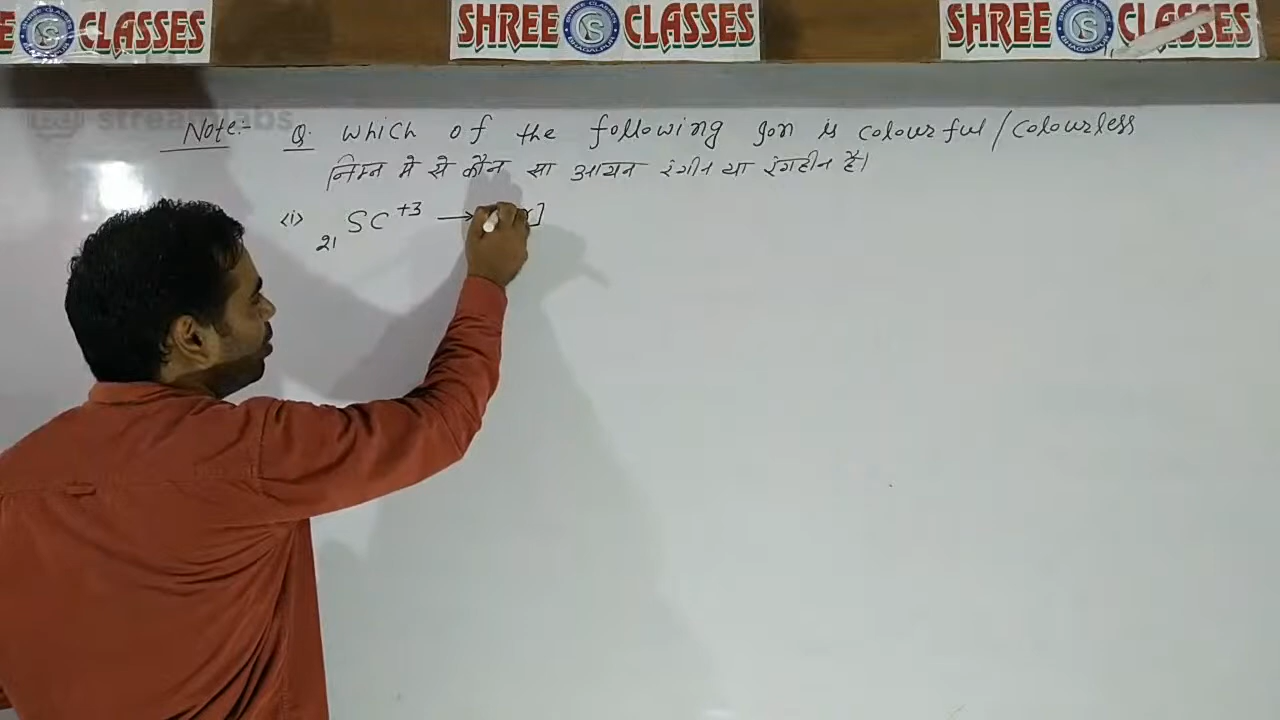 SHREE CLASSES
SHREE CLASSES
E CLASSES
streamlabs
Note:- Q. which of the following Ion is colourful/colourless
निम्न में से कौन सा आयन रंगीन या रंगहीन है।
(i) 21 Sc +3 → ]